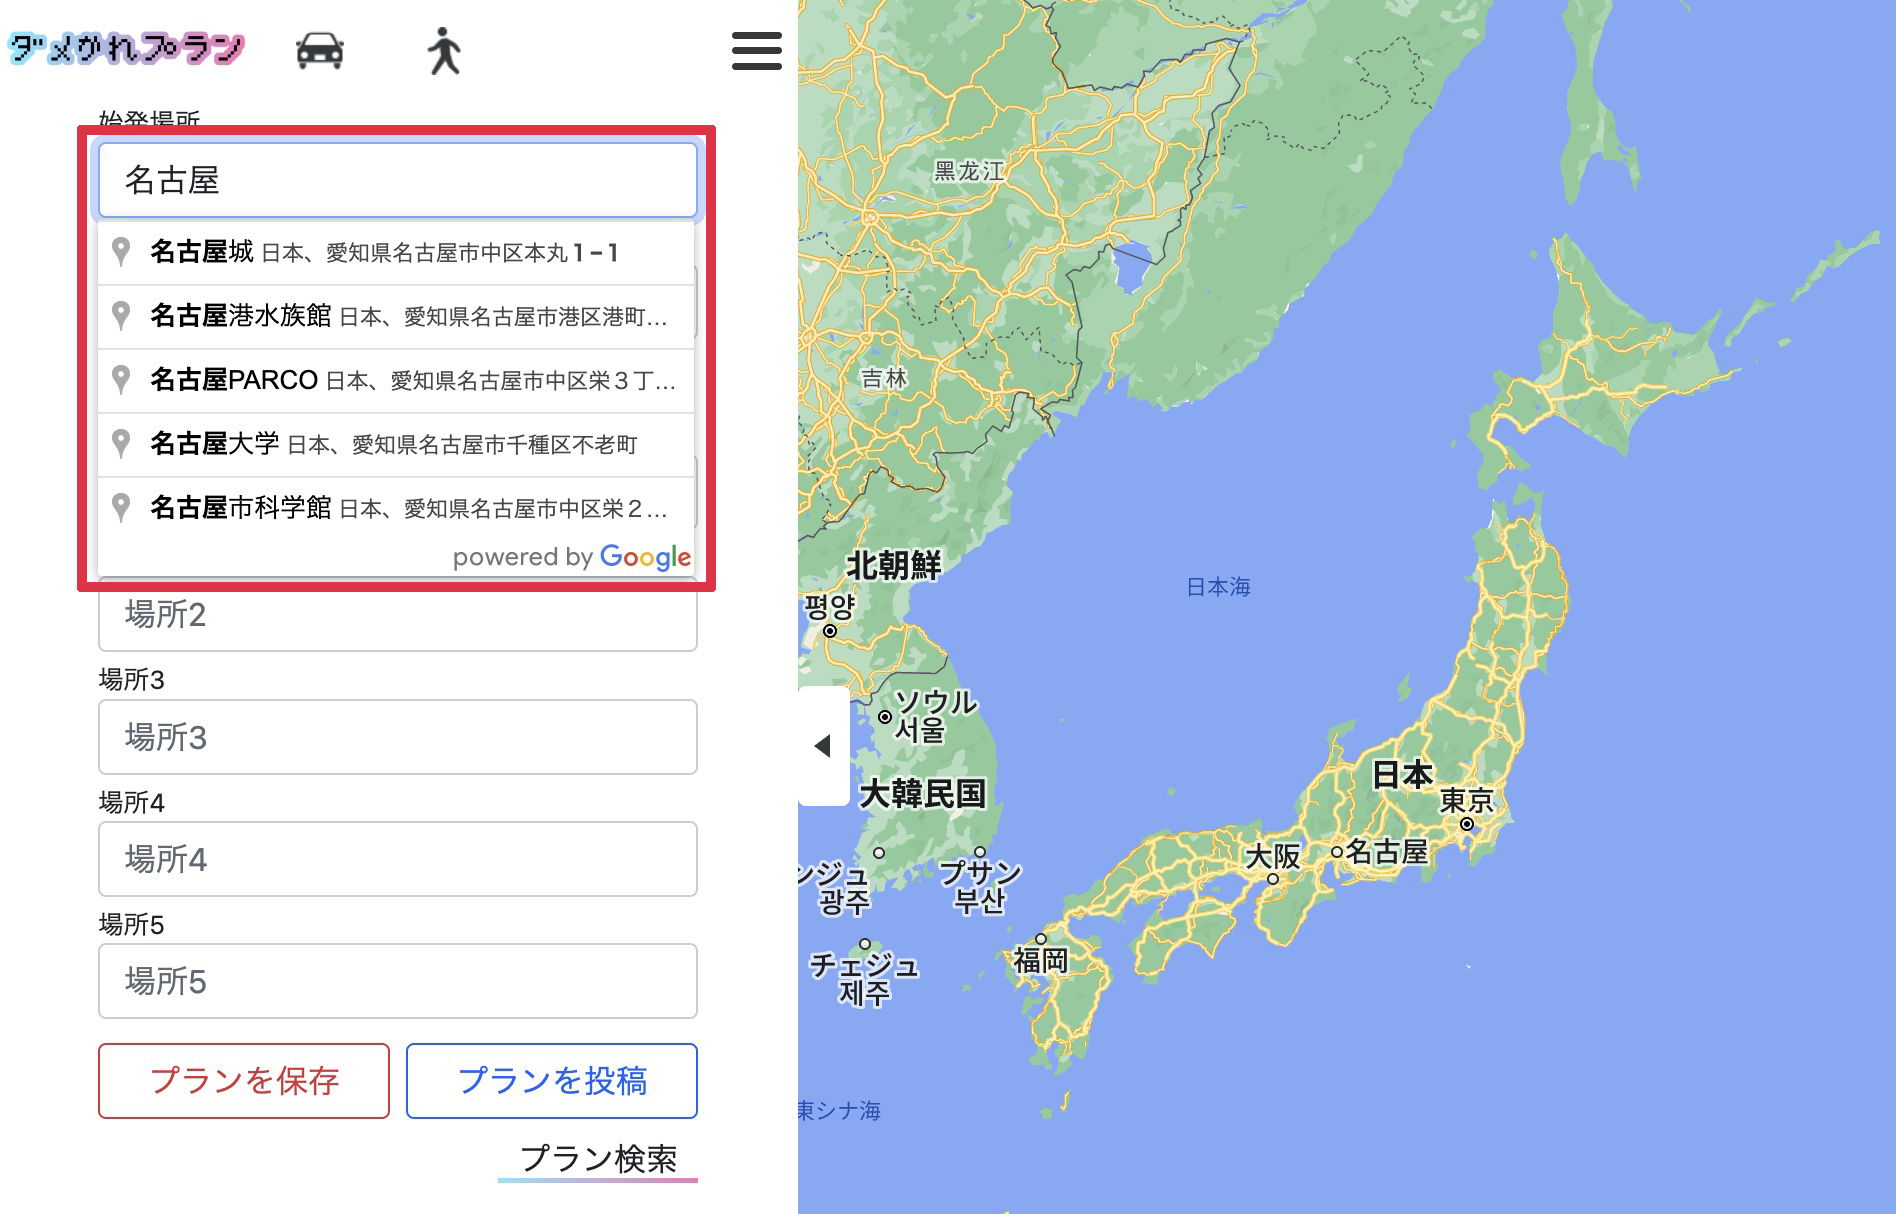 ダメかれプラン
始発場所
名古屋
名古屋城 日本、愛知県名古屋市中区本丸1−1
名古屋港水族館 日本、愛知県名古屋市港区港町...
名古屋PARCO 日本、愛知県名古屋市中区栄３丁...
名古屋大学 日本、愛知県名古屋市千種区不老町
名古屋市科学館 日本、愛知県名古屋市中区栄２...
powered by Google
場所2
場所3
場所3
場所4
場所4
場所5
場所5
プランを保存
プランを投稿
プラン検索
黑龙江
吉林
北朝鮮
평양
日本海
ソウル
서울
大韓民国
日本
東京
名古屋
大阪
ンジュ
광주
プサン
부산
福岡
チェジュ
제주
東シナ海